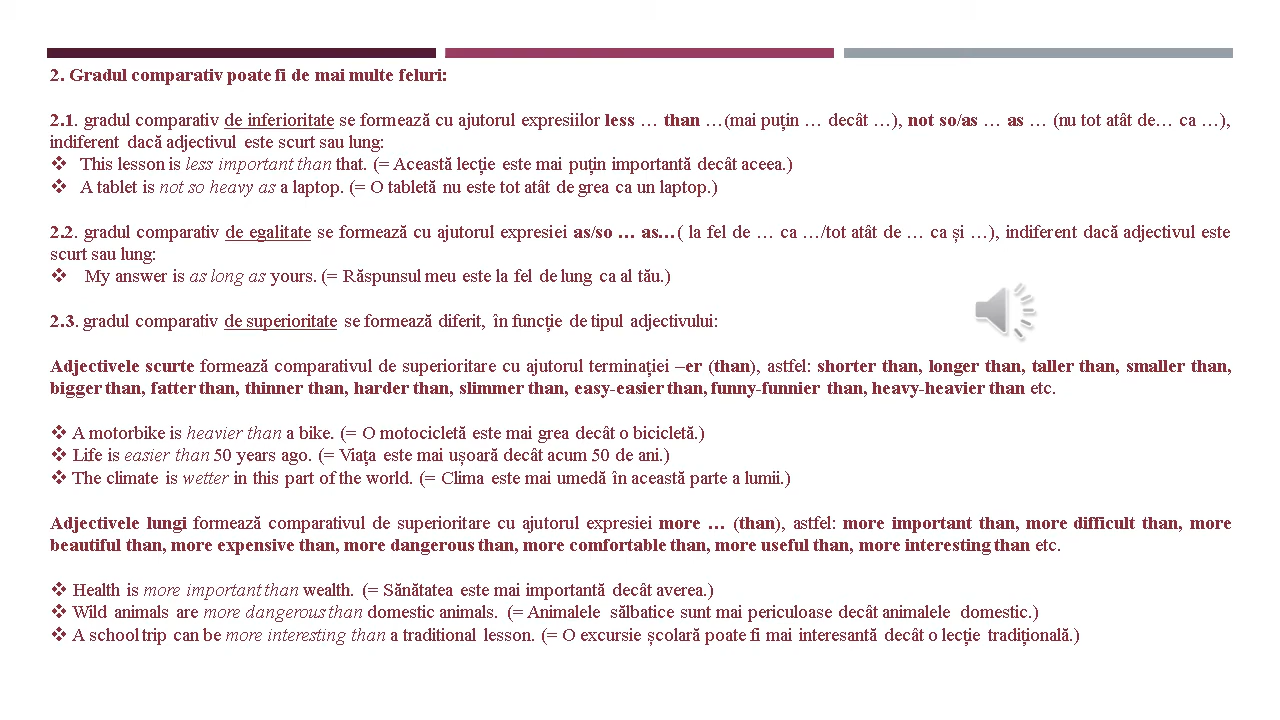 2. Gradul comparativ poate fi de mai multe feluri:
2.1. gradul comparativ de inferioritate se formează cu ajutorul expresiilor less … than …(mai puțin … decât …), not so/as … as … (nu tot atât de… ca …),
indiferent dacă adjectivul este scurt sau lung:
❖ This lesson is less important than that. (= Această lecție este mai puțin importantă decât aceea.)
❖ A tablet is not so heavy as a laptop. (= O tabletă nu este tot atât de grea ca un laptop.)
2.2. gradul comparativ de egalitate se formează cu ajutorul expresiei as/so … as…( la fel de … ca …/tot atât de … ca și …), indiferent dacă adjectivul este
scurt sau lung:
❖ My answer is as long as yours. (= Răspunsul meu este la fel de lung ca al tău.)
2.3. gradul comparativ de superioritate se formează diferit, în funcție de tipul adjectivului:
Adjectivele scurte formează comparativul de superioritare cu ajutorul terminației –er (than), astfel: shorter than, longer than, taller than, smaller than,
bigger than, fatter than, thinner than, harder than, slimmer than, easy-easier than, funny-funnier than, heavy-heavier than etc.
❖ A motorbike is heavier than a bike. (= O motocicletă este mai grea decât o bicicletă.)
❖ Life is easier than 50 years ago. (= Viața este mai ușoară decât acum 50 de ani.)
❖ The climate is wetter in this part of the world. (= Clima este mai umedă în această parte a lumii.)
Adjectivele lungi formează comparativul de superioritare cu ajutorul expresiei more … (than), astfel: more important than, more difficult than, more
beautiful than, more expensive than, more dangerous than, more comfortable than, more useful than, more interesting than etc.
❖ Health is more important than wealth. (= Sănătatea este mai importantă decât averea.)
❖ Wild animals are more dangerous than domestic animals. (= Animalele sălbatice sunt mai periculoase decât animalele domestic.)
❖ A school trip can be more interesting than a traditional lesson. (= O excursie școlară poate fi mai interesantă decât o lecție tradițională.)